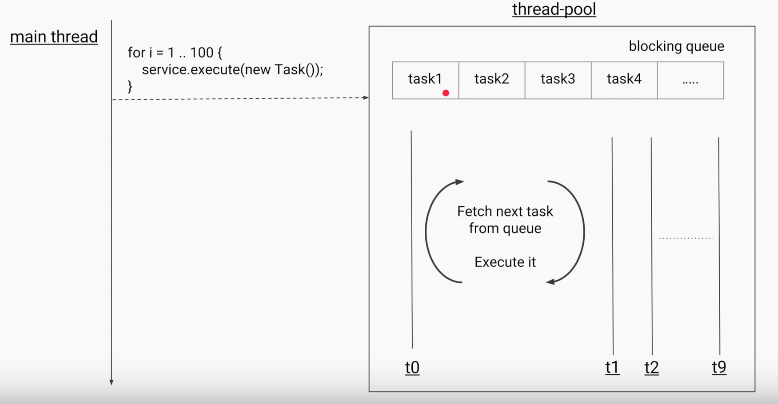 thread-pool
main thread
for i = 1 .. 100 {
service.execute(new Task());
}
blocking queue
task1 task2 task3 task4 .....
Fetch next task
from queue
Execute it
t0 t1 t2 t9